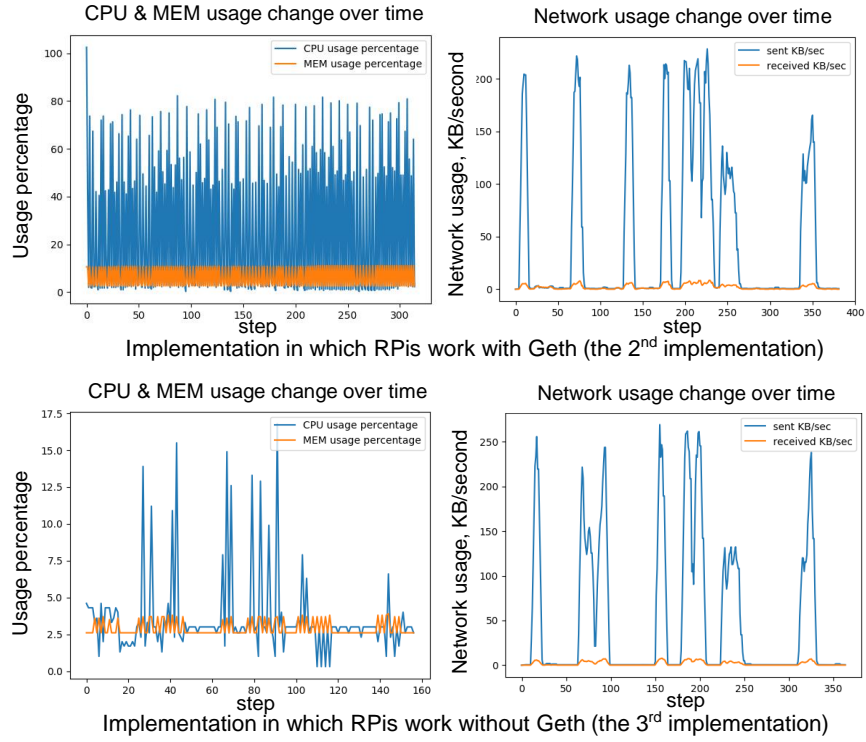 CPU & MEM usage change over time
Network usage change over time
CPU usage percentage
MEM usage percentage
sent KB/sec
received KB/sec
Usage percentage
Network usage, KB/second
100
80
60
40
20
0
200
150
100
50
0
0 50 100 150 200 250 300
0 50 100 150 200 250 300 350 400
step
step
Implementation in which RPis work with Geth (the 2nd implementation)
CPU & MEM usage change over time
Network usage change over time
CPU usage percentage
MEM usage percentage
sent KB/sec
received KB/sec
Usage percentage
Network usage, KB/second
17.5
15.0
12.5
10.0
7.5
5.0
2.5
0.0
250
200
150
100
50
0
0 20 40 60 80 100 120 140 160
0 50 100 150 200 250 300 350
step
step
Implementation in which RPis work without Geth (the 3rd implementation)